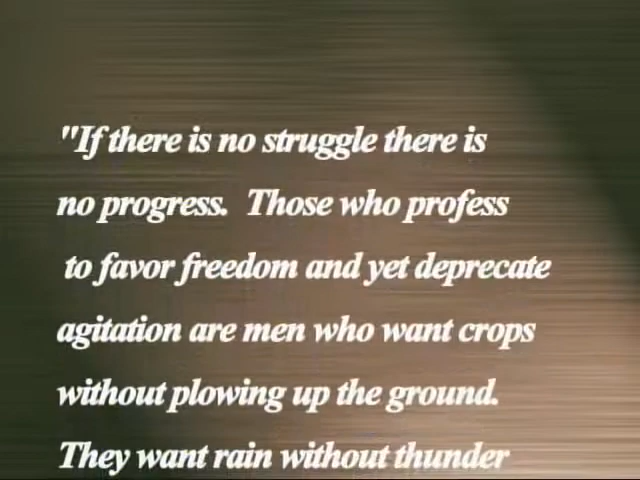 "If there is no struggle there is
no progress.  Those who profess
to favor freedom and yet deprecate
agitation are men who want crops
without plowing up the ground.
They want rain without thunder